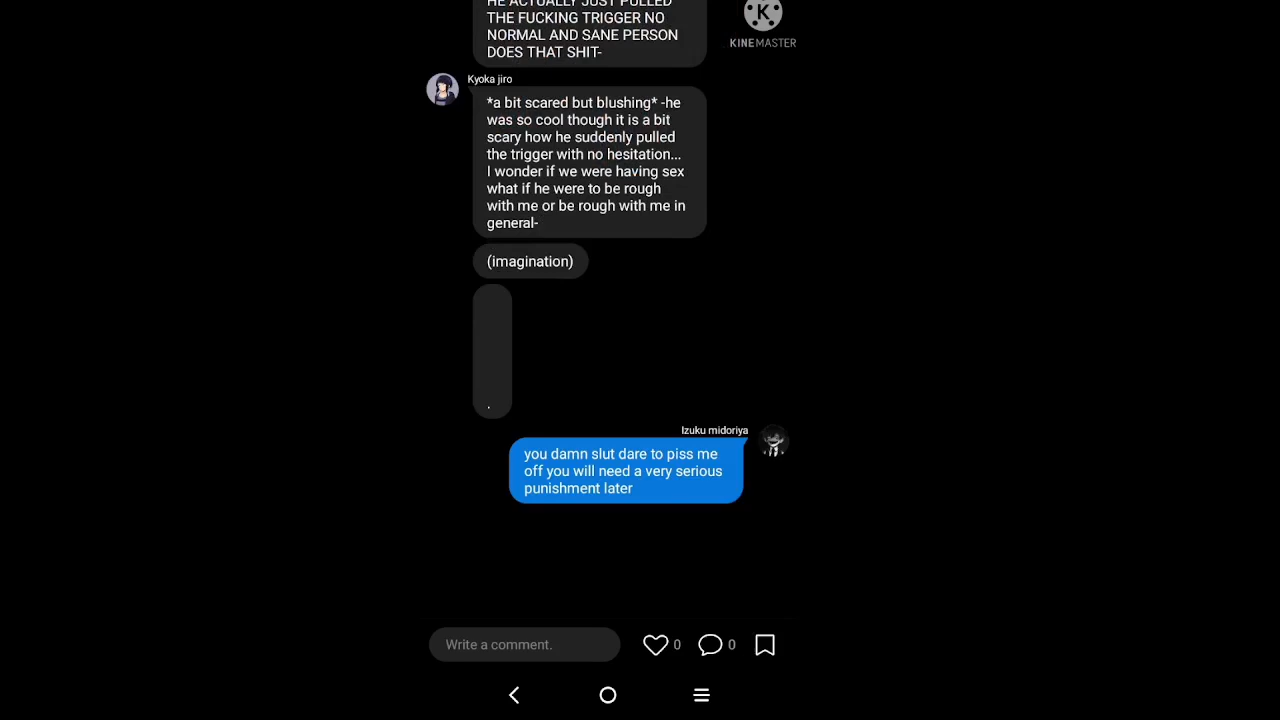 HE ACTUALLY JUST PULLED
THE FUCKING TRIGGER NO
NORMAL AND SANE PERSON
DOES THAT SHIT-
KINEMASTER
Kyoka jiro
*a bit scared but blushing* -he
was so cool though it is a bit
scary how he suddenly pulled
the trigger with no hesitation...
I wonder if we were having sex
what if he were to be rough
with me or be rough with me in
general-
(imagination)
.
Izuku midoriya
you damn slut dare to piss me
off you will need a very serious
punishment later
Write a comment.
0
0